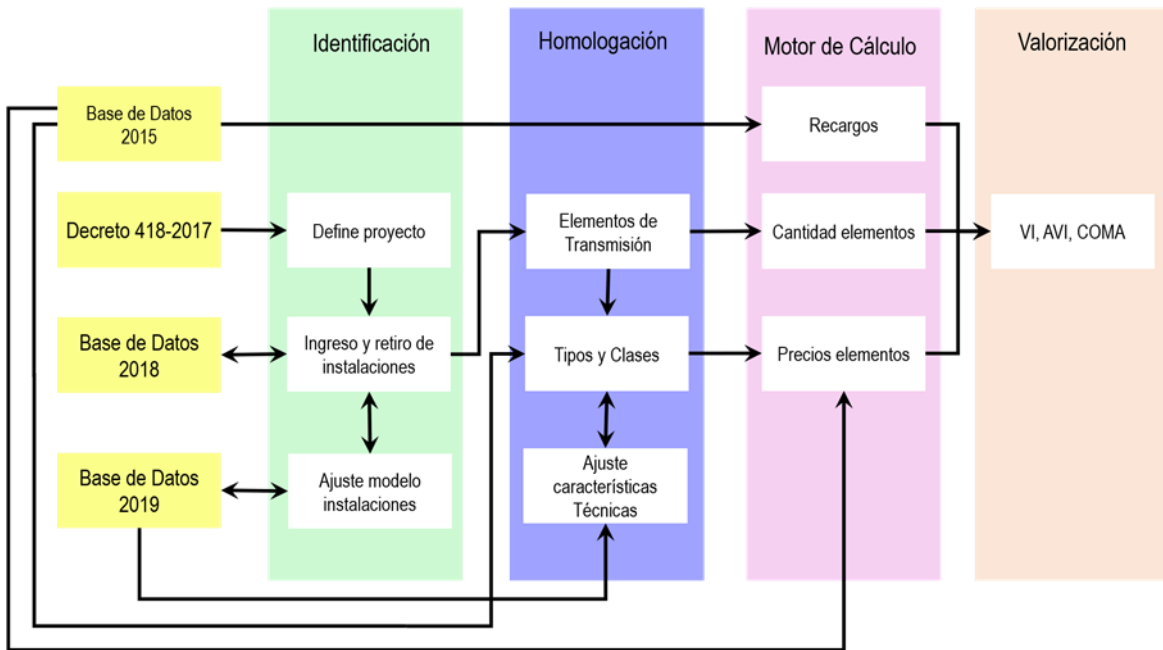 Identificación
Homologación
Motor de Cálculo
Valorización
Base de Datos
2015
Recargos
Decreto 418-2017
Define proyecto
Elementos de
Transmisión
Cantidad elementos
VI, AVI, COMA
Base de Datos
2018
Ingreso y retiro de
instalaciones
Tipos y Clases
Precios elementos
Base de Datos
2019
Ajuste modelo
instalaciones
Ajuste
características
Técnicas